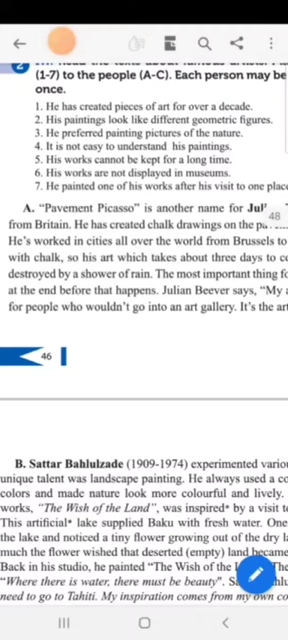 2
(1-7) to the people (A-C). Each person may be
once.
1. He has created pieces of art for over a decade.
2. His paintings look like different geometric figures.
3. He preferred painting pictures of the nature.
4. It is not easy to understand his paintings.
5. His works cannot be kept for a long time.
6. His works are not displayed in museums.
7. He painted one of his works after his visit to one place
A. “Pavement Picasso” is another name for Jul
48
from Britain. He has created chalk drawings on the
He’s worked in cities all over the world from Brussels to
with chalk, so his art which takes about three days to
destroyed by a shower of rain. The most important thing
at the end before that happens. Julian Beever says, “My
for people who wouldn’t go into an art gallery. It’s the art
46
B. Sattar Bahlulzade (1909-1974) experimented
unique talent was landscape painting. He always used a
colors and made nature look more colourful and lively.
works, “The Wish of the Land”, was inspired* by a visit
This artificial* lake supplied Baku with fresh water. One
the lake and noticed a tiny flower growing out of the dry
much the flower wished that deserted (empty) land became
Back in his studio, he painted “The Wish of the
“Where there is water, there must be beauty”.
need to go to Tahiti. My inspiration comes from my own